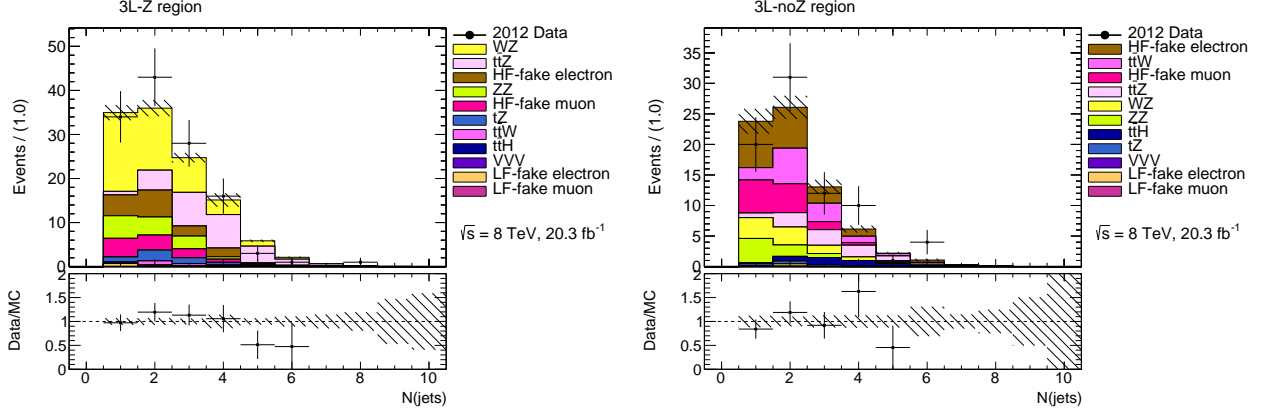 3L-Z region
Events / (1.0)
50
40
30
20
10
0
2012 Data
WZ
ttZ
HF-fake electron
ZZ
HF-fake muon
tZ
ttW
ttH
VVV
LF-fake electron
LF-fake muon
√s = 8 TeV, 20.3 fb⁻¹
Data/MC
2
1.5
1
0.5
0
0 2 4 6 8 10
N(jets)
3L-noZ region
Events / (1.0)
35
30
25
20
15
10
5
0
2012 Data
HF-fake electron
ttW
HF-fake muon
ttZ
WZ
ZZ
ttH
tZ
VVV
LF-fake electron
LF-fake muon
√s = 8 TeV, 20.3 fb⁻¹
Data/MC
2
1.5
1
0.5
0
0 2 4 6 8 10
N(jets)